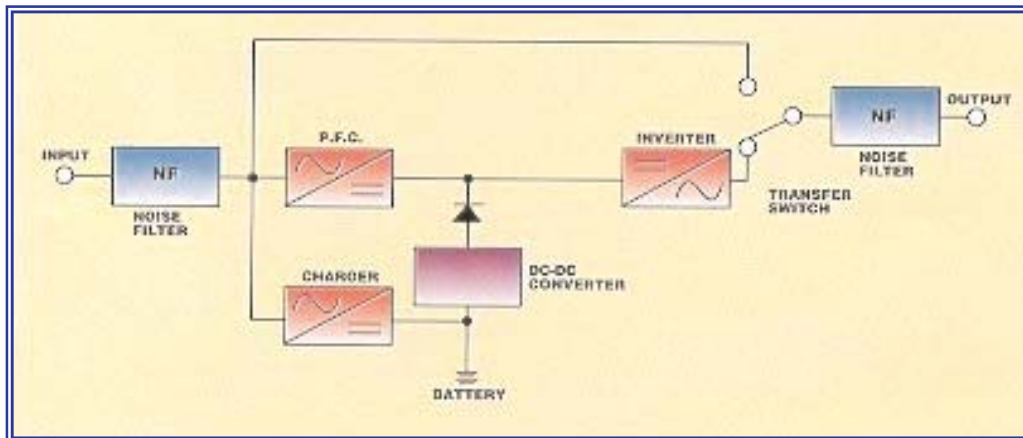 INPUT
NF
NOISE
FILTER
P.F.C.
CHARGER
DC-DC
CONVERTER
BATTERY
INVERTER
TRANSFER
SWITCH
NF
NOISE
FILTER
OUTPUT